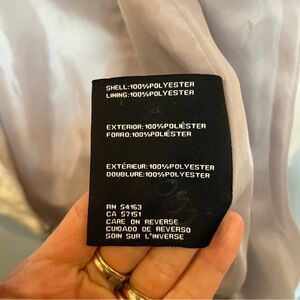 SHELL:100%POLYESTER
LINING:100%POLYESTER
EXTERIOR:100%POLIÉSTER
FORRO:100%POLIÉSTER
EXTÉRIEUR:100%POLYESTER
DOUBLURE:100%POLYESTER
RN 54163
CA 57151
CARE ON REVERSE
CUIDADO DE REVERSO
SOIN SUR L'INVERSE